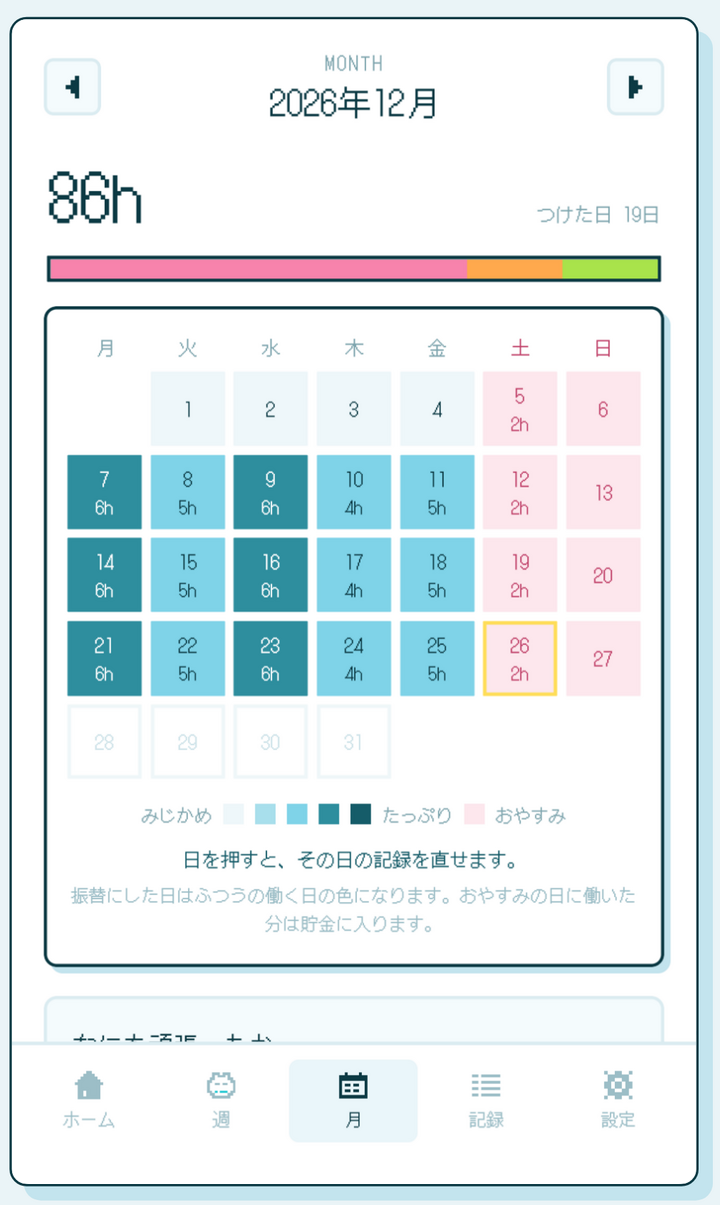 MONTH
2026年12月
86h
つけた日 19日
月 火 水 木 金 土 日
1 2 3 4 5 6
2h
7 8 9 10 11 12 13
6h 5h 6h 4h 5h 2h
14 15 16 17 18 19 20
6h 5h 6h 4h 5h 2h
21 22 23 24 25 26 27
6h 5h 6h 4h 5h 2h
28 29 30 31
みじかめ たっぷり おやすみ
日を押すと、その日の記録を直せます。
振替にした日はふつうの働く日の色になります。おやすみの日に働いた
分は貯金に入ります。
ホーム 週 月 記録 設定